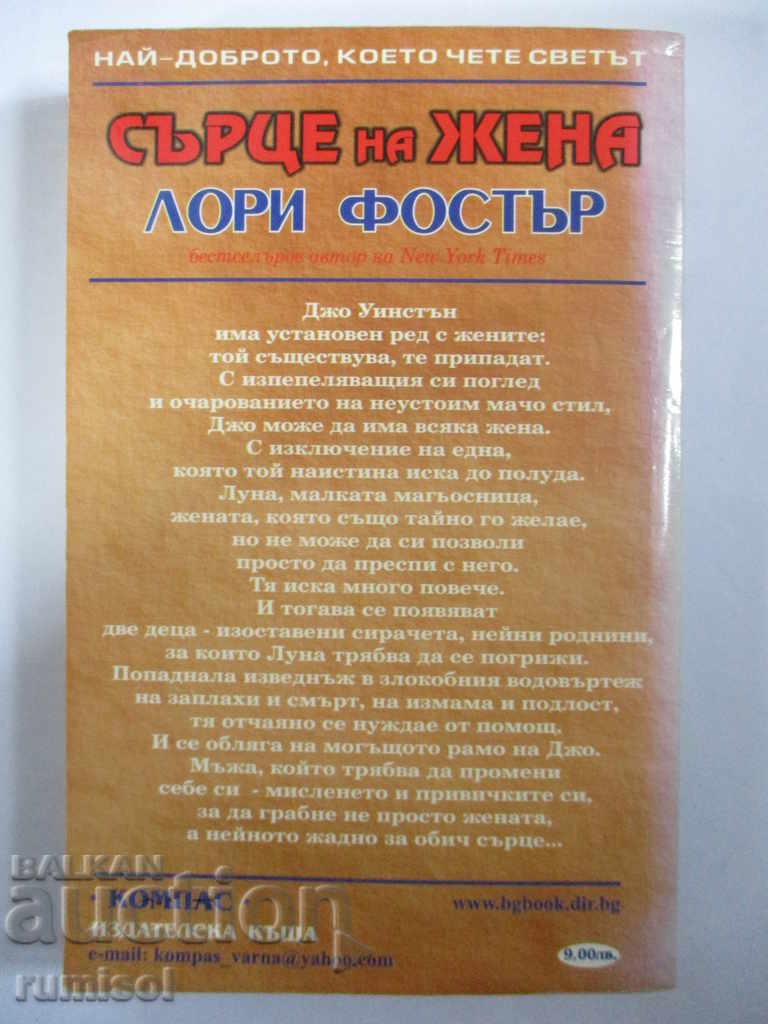 НАЙ-ДОБРОТО, КОЕТО ЧЕТЕ СВЕТЪТ
СЪРЦЕ НА ЖЕНА
ЛОРИ ФОСТЪР
бестселъров автор на New York Times
Джо Уинстън
има установен ред с жените:
той съществува, те припадат.
С изпепеляващия си поглед
и очарованието на неустоим мачо стил,
Джо може да има всяка жена.
С изключение на една,
която той наистина иска до полуда.
Луна, малката магьосница,
жената, която също тайно го желае,
но не може да си позволи
просто да преспи с него.
Тя иска много повече.
И тогава се появяват
две деца - изоставени сирачета, нейни роднини,
за които Луна трябва да се погрижи.
Попаднала изведнъж в злокобния водовъртеж
на заплахи и смърт, на измама и подлост,
тя отчаяно се нуждае от помощ.
И се обляга на могъщото рамо на Джо.
Мъжа, който трябва да промени
себе си - мисленето и привичките си,
за да грабне не просто жената,
а нейното жадно за обич сърце...
BALKAN
auction
• КОМПАС •
www.bgbook.dir.bg
ИЗДАТЕЛСКА КЪЩА
e-mail: kompas_varna@yahoo.com
9,00лв.
rumisol